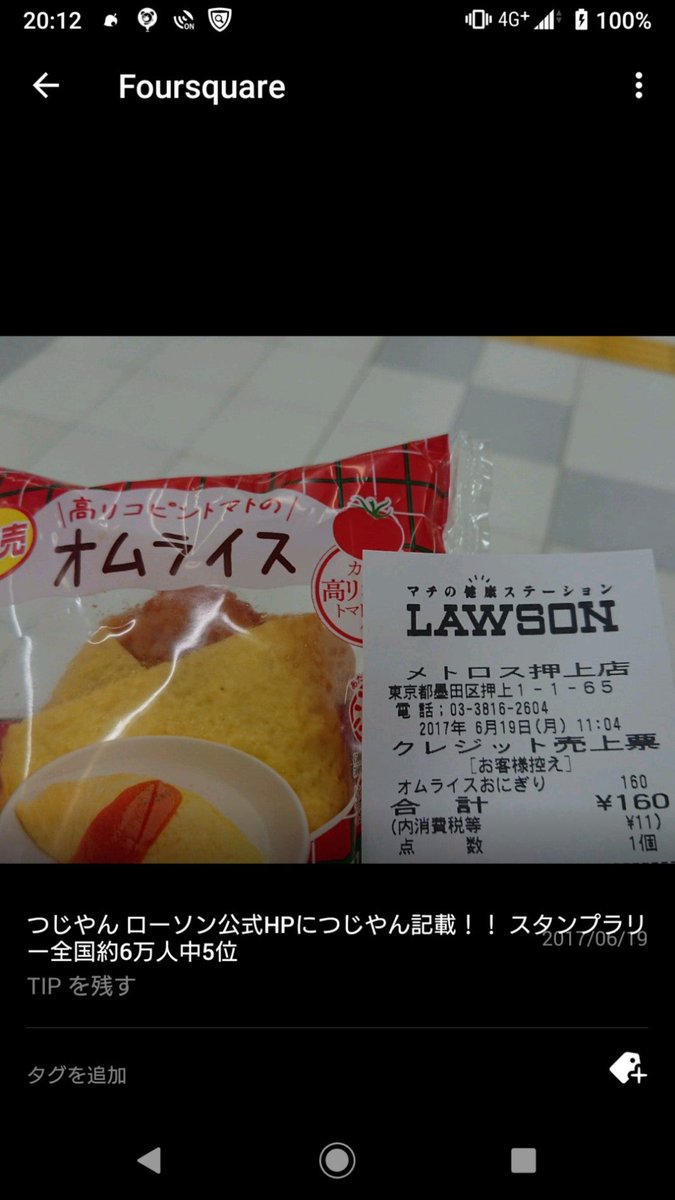 20:12
ON
4G+
100%
Foursquare
売
高リコピントマトの
オムライス
高リ
トマ
マチの健康ステーション
LAWSON
メトロス押上店
東京都墨田区押上1-1-65
電話;03-3816-2604
2017年 6月19日(月) 11:04
クレジット売上票
[お客様控え]
オムライスおにぎり 160
合 計 ¥160
(内消費税等 ¥11)
点 数 1個
つじやん ローソン公式HPにつじやん記載！！ スタンプラリ
ー全国約6万人中5位
2017/06/19
TIP を残す
タグを追加